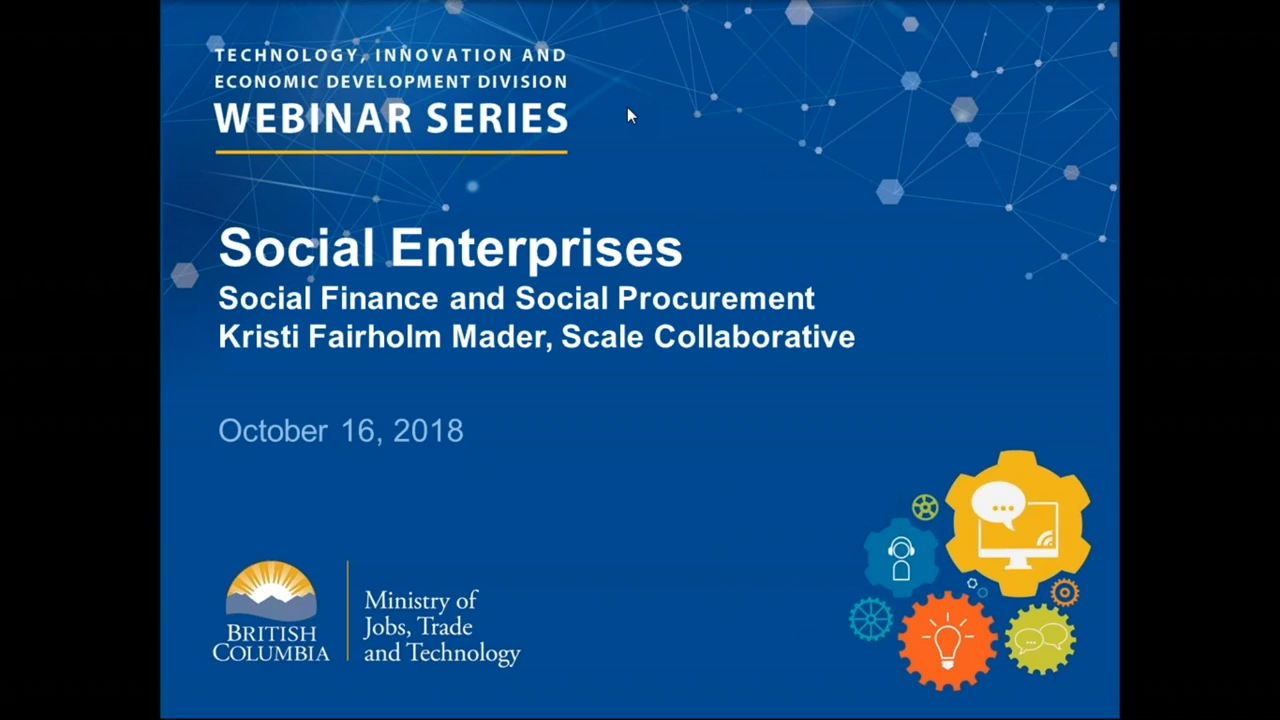 TECHNOLOGY, INNOVATION AND
ECONOMIC DEVELOPMENT DIVISION
WEBINAR SERIES
Social Enterprises
Social Finance and Social Procurement
Kristi Fairholm Mader, Scale Collaborative
October 16, 2018
BRITISH
COLUMBIA
Ministry of
Jobs, Trade
and Technology